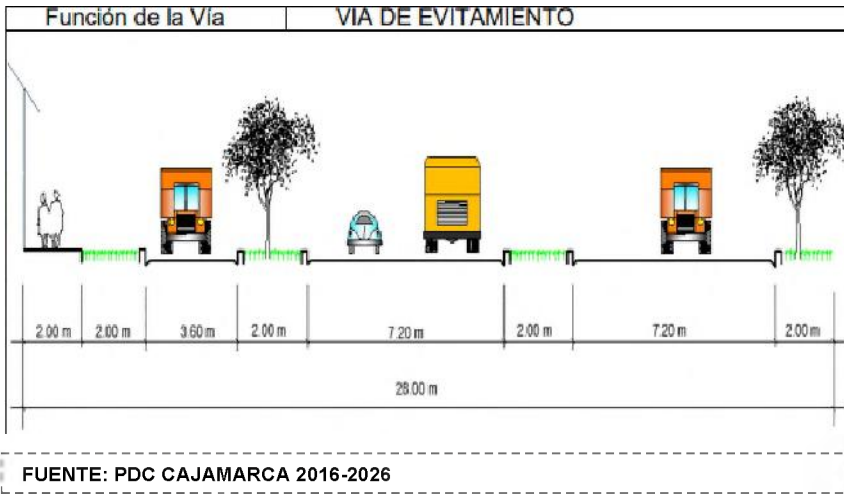 Función de la Vía VIA DE EVITAMIENTO
2.00 m 2.00 m 3.60 m 2.00 m 7.20 m 2.00 m 7.20 m 2.00 m
28.00 m
FUENTE: PDC CAJAMARCA 2016-2026